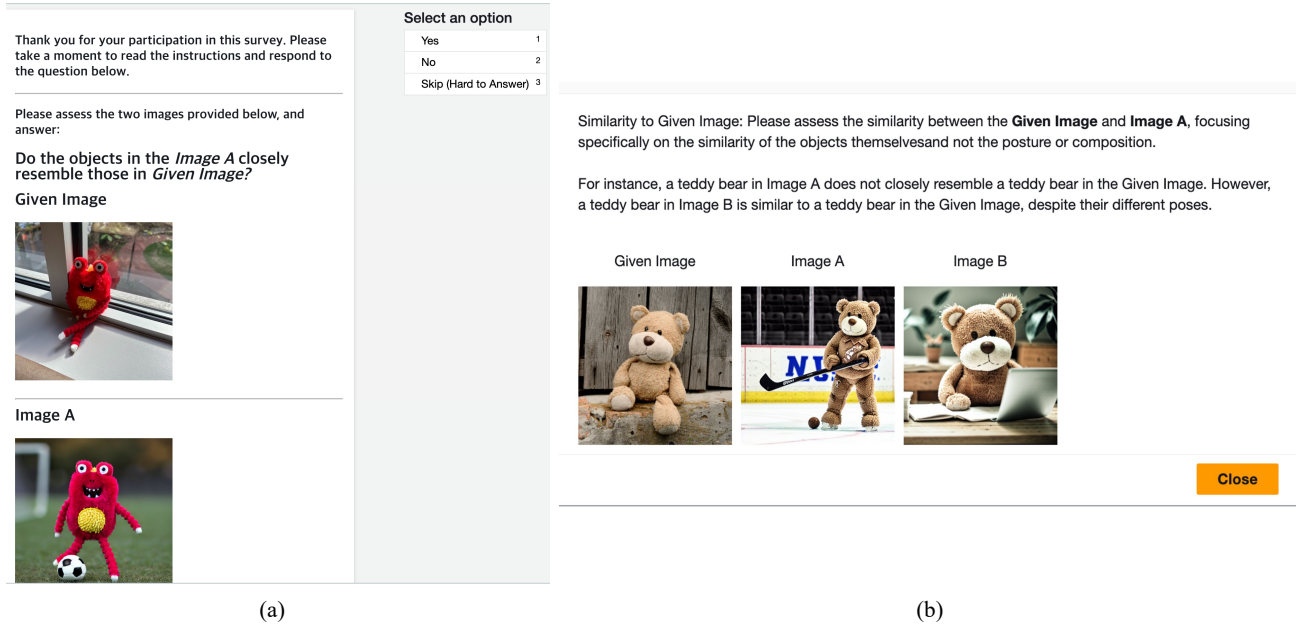 Thank you for your participation in this survey. Please
take a moment to read the instructions and respond to
the question below.
Please assess the two images provided below, and
answer:
Do the objects in the Image A closely
resemble those in Given Image?
Given Image
Image A
Select an option
Yes 1
No 2
Skip (Hard to Answer) 3
(a)
Similarity to Given Image: Please assess the similarity between the Given Image and Image A, focusing
specifically on the similarity of the objects themselvesand not the posture or composition.
For instance, a teddy bear in Image A does not closely resemble a teddy bear in the Given Image. However,
a teddy bear in Image B is similar to a teddy bear in the Given Image, despite their different poses.
Given Image Image A Image B
Close
(b)